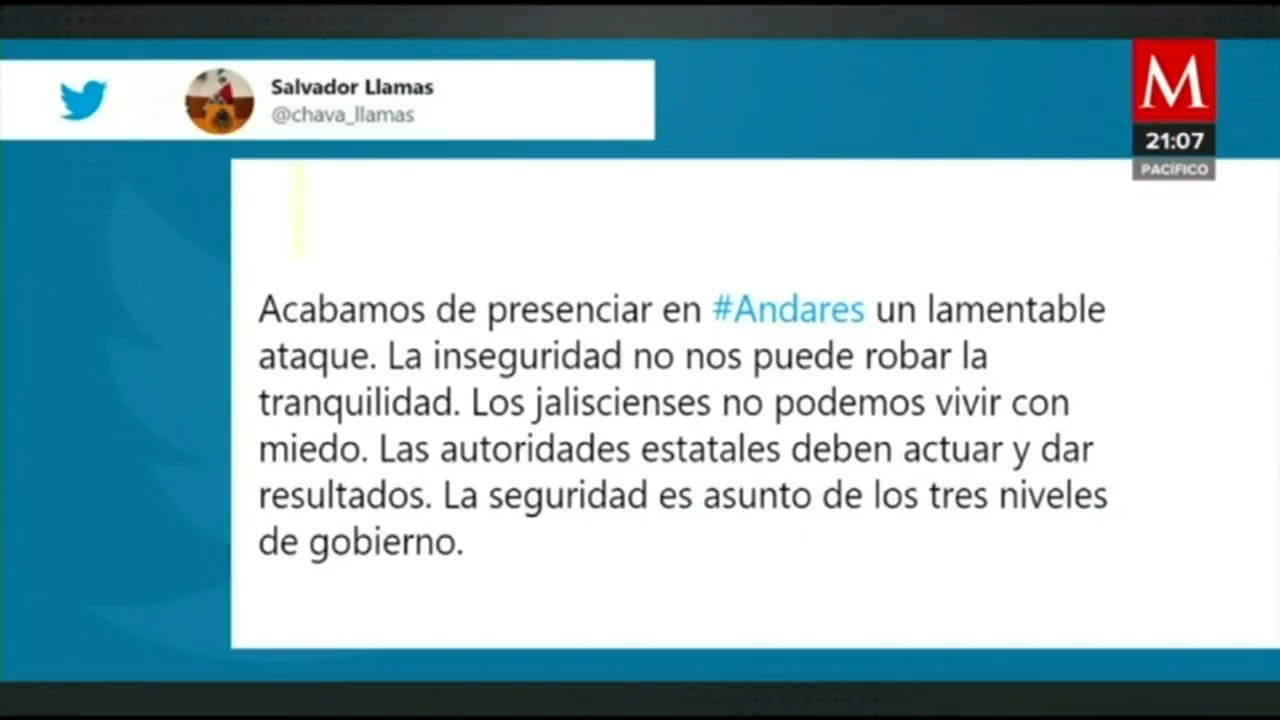 Salvador Llamas
@chava_llamas
M
21:07
PACÍFICO
Acabamos de presenciar en #Andares un lamentable
ataque. La inseguridad no nos puede robar la
tranquilidad. Los jaliscienses no podemos vivir con
miedo. Las autoridades estatales deben actuar y dar
resultados. La seguridad es asunto de los tres niveles
de gobierno.